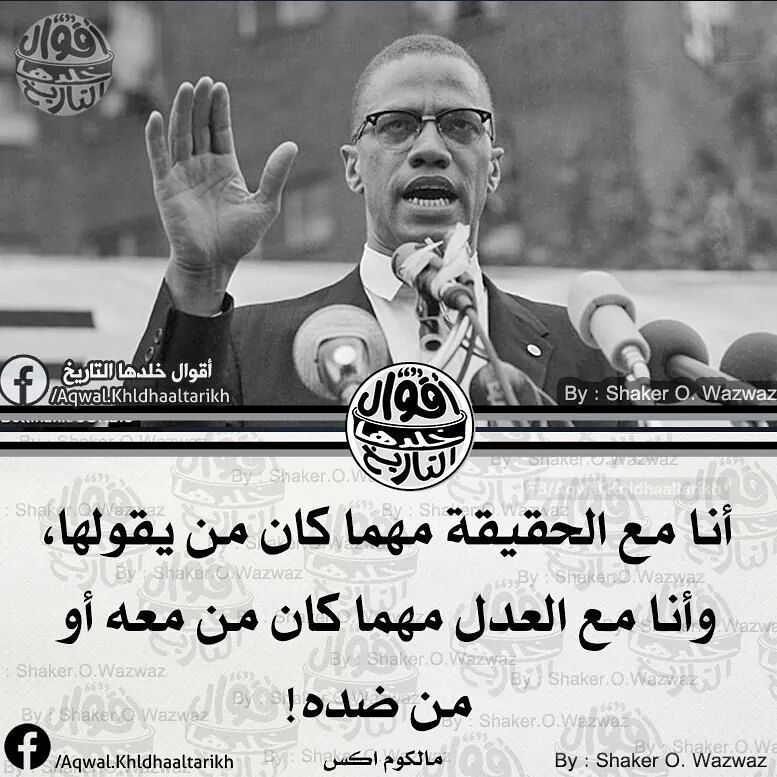 أقوال
خلدها
التاريخ
أقوال خلدها التاريخ
/Aqwal.Khldhaaltarikh
By : Shaker O. Wazwaz
أقوال
خلدها
التاريخ
أنا مع الحقيقة مهما كان من يقولها،
وأنا مع العدل مهما كان من معه أو
من ضده!
مالكوم اكس
/Aqwal.Khldhaaltarikh
By : Shaker O. Wazwaz